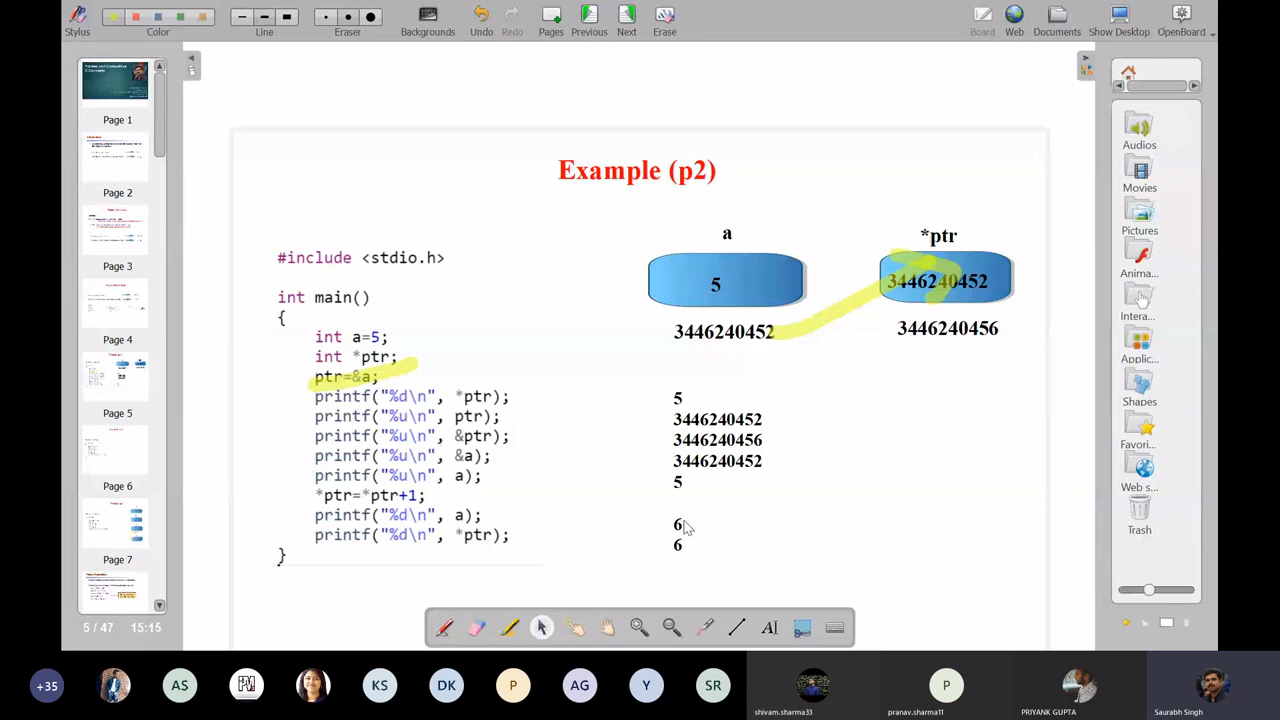 Stylus
Color
Line
Eraser
Backgrounds
Undo
Redo
Pages
Previous
Next
Erase
Board
Web
Documents
Show Desktop
OpenBoard
Page 1
Page 2
Page 3
Page 4
Page 5
Page 6
Page 7
5 / 47 15:15
Example (p2)
#include <stdio.h>
int main()
{
int a=5;
int *ptr;
ptr=&a;
printf("%d\n", *ptr);
printf("%u\n", ptr);
printf("%u\n", &ptr);
printf("%u\n", &a);
printf("%u\n", a);
*ptr=*ptr+1;
printf("%d\n", a);
printf("%d\n", *ptr);
}
a
5
3446240452
*ptr
3446240452
3446240456
5
3446240452
3446240456
3446240452
5
6
6
Audios
Movies
Pictures
Anima...
Intera...
Applic...
Shapes
Favori...
Web s...
Trash
+35
AS
KS
DK
P
AG
Y
SR
shivam.sharma33
P
pranav.sharma11
PRIYANK GUPTA
Saurabh Singh